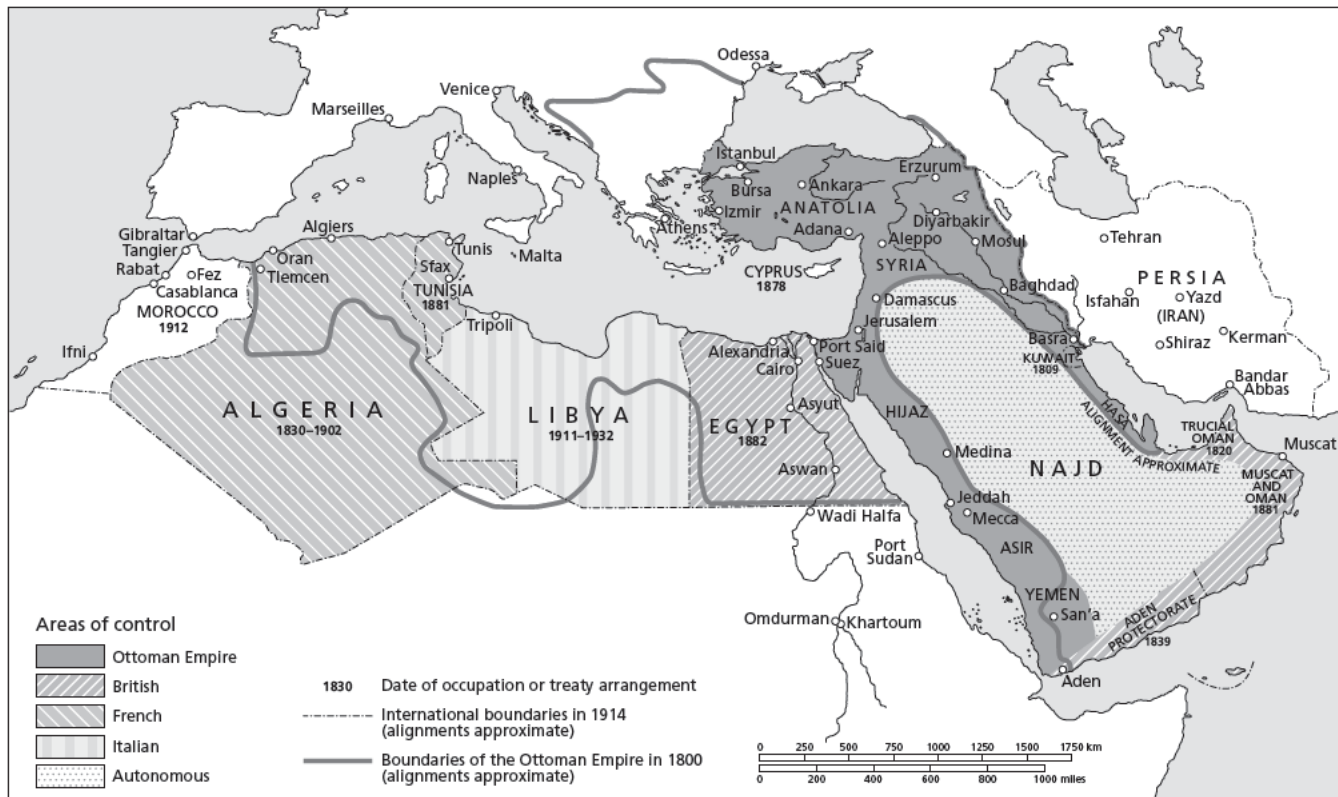 Odessa
Venice
Marseilles
Istanbul
Erzurum
Naples
Bursa
Ankara
ANATOLIA
Izmir
Diyarbakir
Athens
Adana
Aleppo
Mosul
Tehran
Gibraltar
Algiers
Tangier
Oran
Tunis
Malta
Rabat
Fez
Tlemcen
Sfax
SYRIA
PERSIA
Casablanca
TUNISIA
1881
CYPRUS
1878
Baghdad
Isfahan
Yazd
(IRAN)
MOROCCO
1912
Damascus
Tripoli
Jerusalem
Basra
Kerman
Ifni
Alexandria
Port Said
Shiraz
Cairo
Suez
KUWAIT
1809
Bandar
Abbas
ALGERIA
1830–1902
LIBYA
1911–1932
Asyut
EGYPT
1882
HIJAZ
HASA
ALIGNMENT APPROXIMATE
TRUCIAL
OMAN
1820
Muscat
Medina
NAJD
Aswan
MUSCAT
AND
OMAN
1881
Jeddah
Wadi Halfa
Mecca
Port
Sudan
ASIR
YEMEN
San'a
Omdurman
Khartoum
ADEN
PROTECTORATE
1839
Aden
Areas of control
Ottoman Empire
British
French
Italian
Autonomous
1830 Date of occupation or treaty arrangement
International boundaries in 1914
(alignments approximate)
Boundaries of the Ottoman Empire in 1800
(alignments approximate)
0 250 500 750 1000 1250 1500 1750 km
0 200 400 600 800 1000 miles